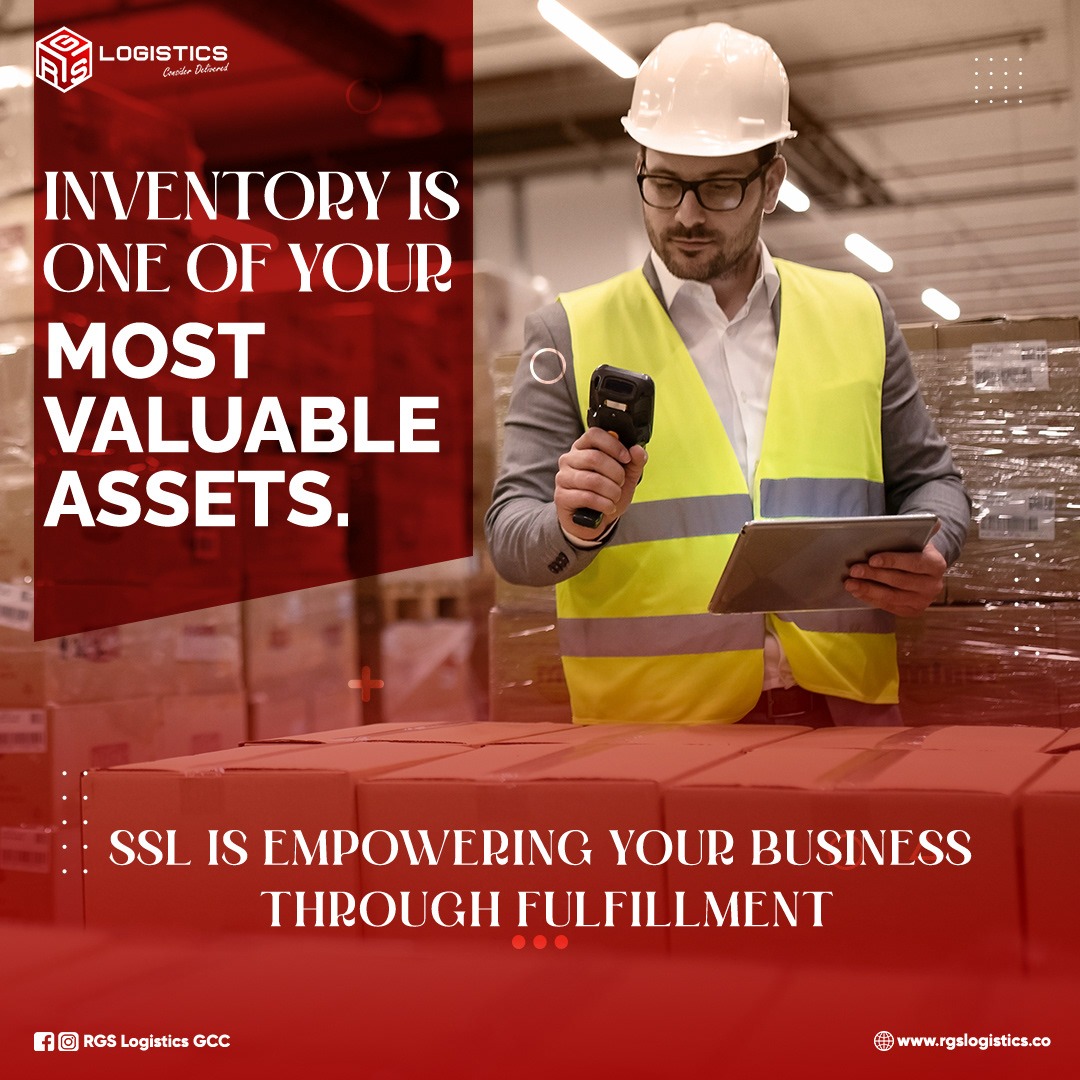 RGS
LOGISTICS
Consider Delivered
INVENTORY IS
ONE OF YOUR
MOST
VALUABLE
ASSETS.
SSL IS EMPOWERING YOUR BUSINESS
THROUGH FULFILLMENT
RGS Logistics GCC
www.rgslogistics.co